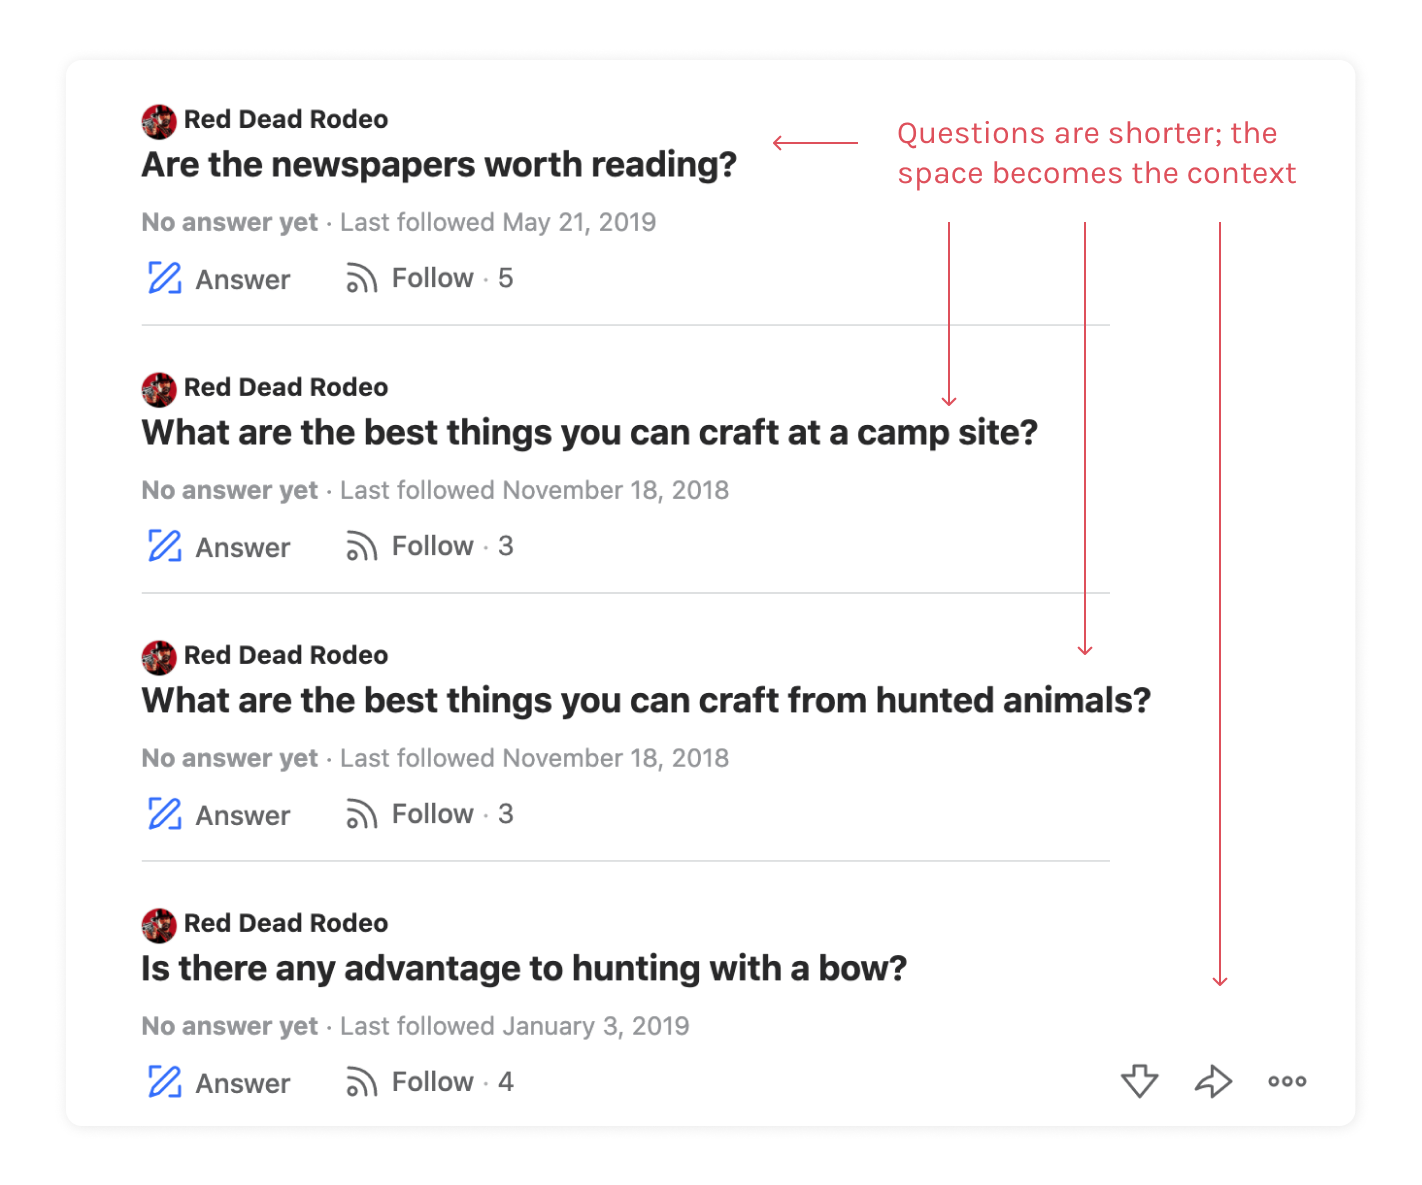 Red Dead Rodeo
Are the newspapers worth reading?
No answer yet · Last followed May 21, 2019
Answer Follow · 5
Questions are shorter; the
space becomes the context
Red Dead Rodeo
What are the best things you can craft at a camp site?
No answer yet · Last followed November 18, 2018
Answer Follow · 3
Red Dead Rodeo
What are the best things you can craft from hunted animals?
No answer yet · Last followed November 18, 2018
Answer Follow · 3
Red Dead Rodeo
Is there any advantage to hunting with a bow?
No answer yet · Last followed January 3, 2019
Answer Follow · 4